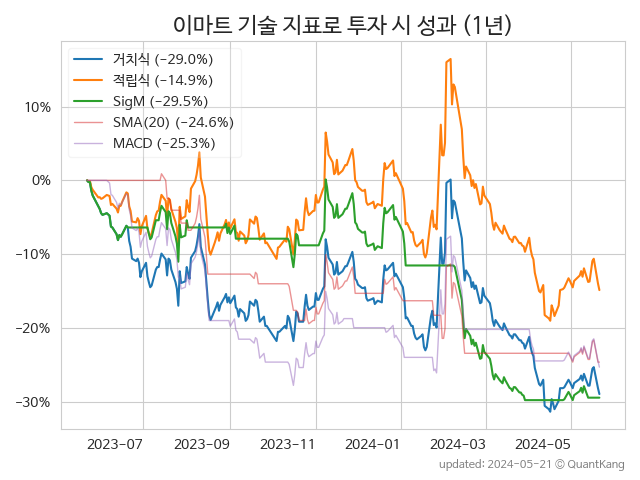 이마트 기술 지표로 투자 시 성과 (1년)
거치식 (−29.0%)
적립식 (−14.9%)
SigM (−29.5%)
SMA(20) (−24.6%)
MACD (−25.3%)
10%
0%
−10%
−20%
−30%
2023-07 2023-09 2023-11 2024-01 2024-03 2024-05
updated: 2024-05-21 © QuantKang